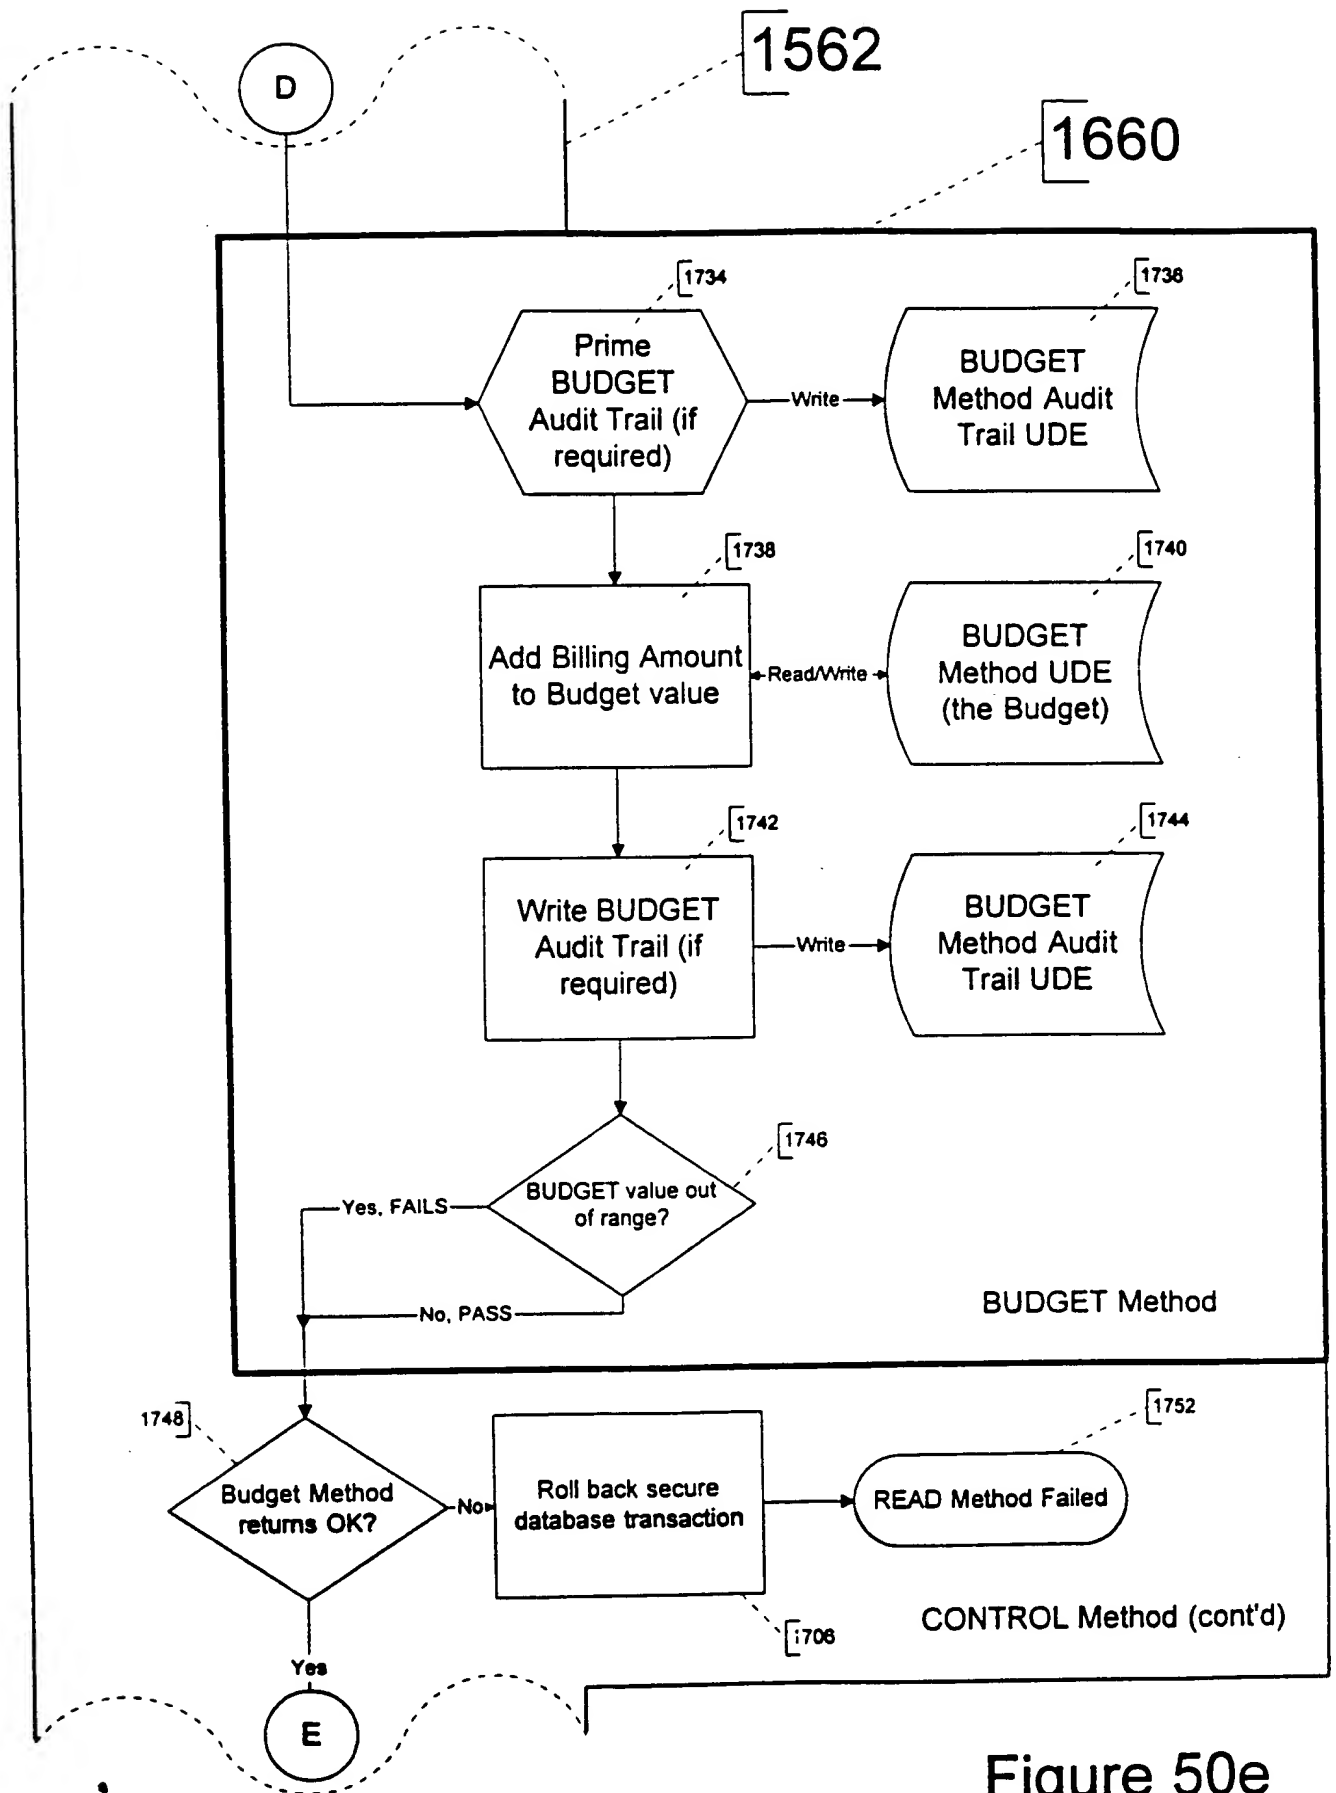 1562
D
1660
1734
1738
Prime
BUDGET
Audit Trail (if
required)
Write
BUDGET
Method Audit
Trail UDE
1738
1740
Add Billing Amount
to Budget value
Read/Write
BUDGET
Method UDE
(the Budget)
1742
1744
Write BUDGET
Audit Trail (if
required)
Write
BUDGET
Method Audit
Trail UDE
1746
BUDGET value out
of range?
Yes, FAILS
No, PASS
BUDGET Method
1748
1752
Budget Method
returns OK?
No
Roll back secure
database transaction
READ Method Failed
CONTROL Method (cont'd)
1706
Yes
E
Figure 50e